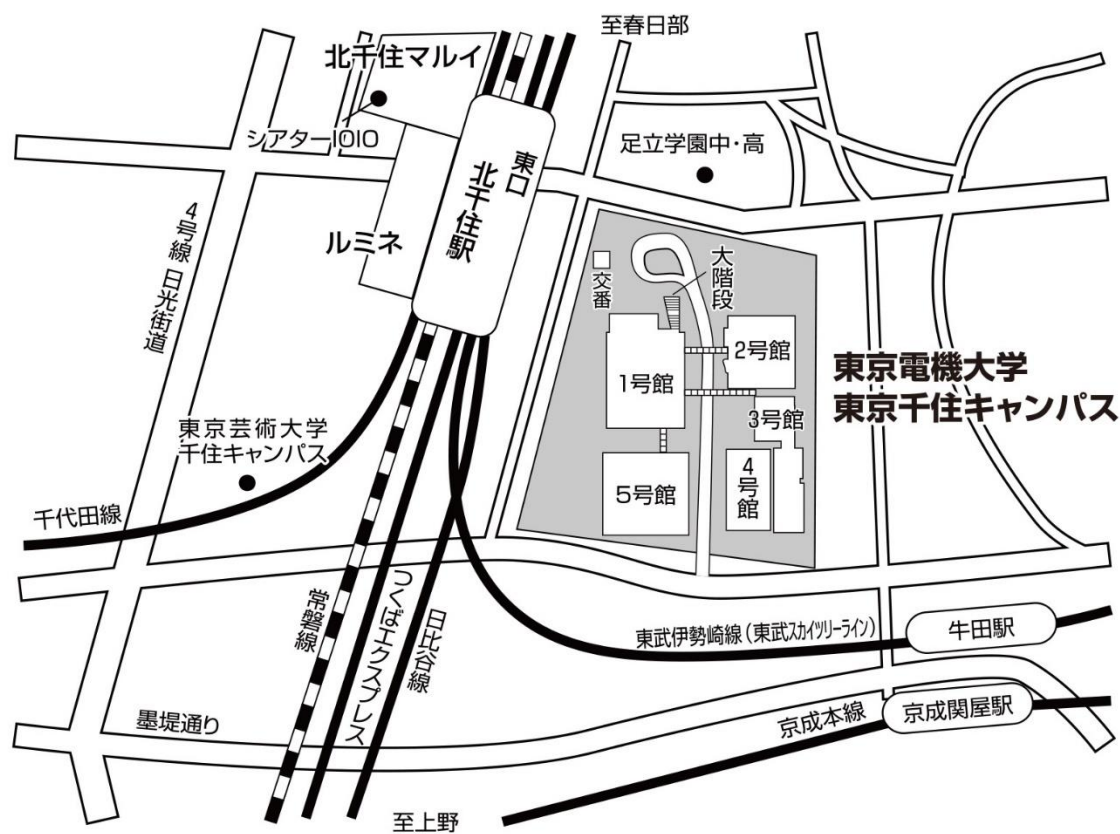 至春日部
北千住マルイ
シアター1010
足立学園中・高
東口
北千住駅
ルミネ
4号線 日光街道
交番
大階段
1号館
2号館
3号館
4号館
5号館
東京電機大学
東京千住キャンパス
東京芸術大学
千住キャンパス
千代田線
常磐線
つくばエクスプレス
日比谷線
東武伊勢崎線(東武スカイツリーライン)
牛田駅
墨堤通り
京成本線
京成関屋駅
至上野